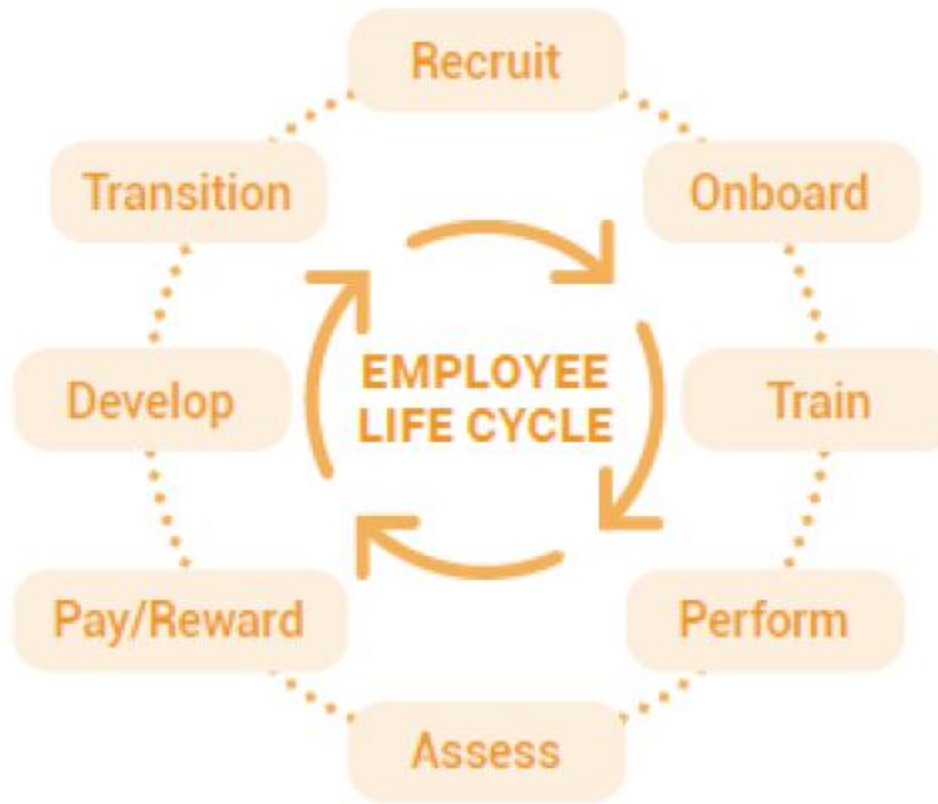 Recruit
Transition
Onboard
EMPLOYEE
LIFE CYCLE
Develop
Train
Pay/Reward
Perform
Assess